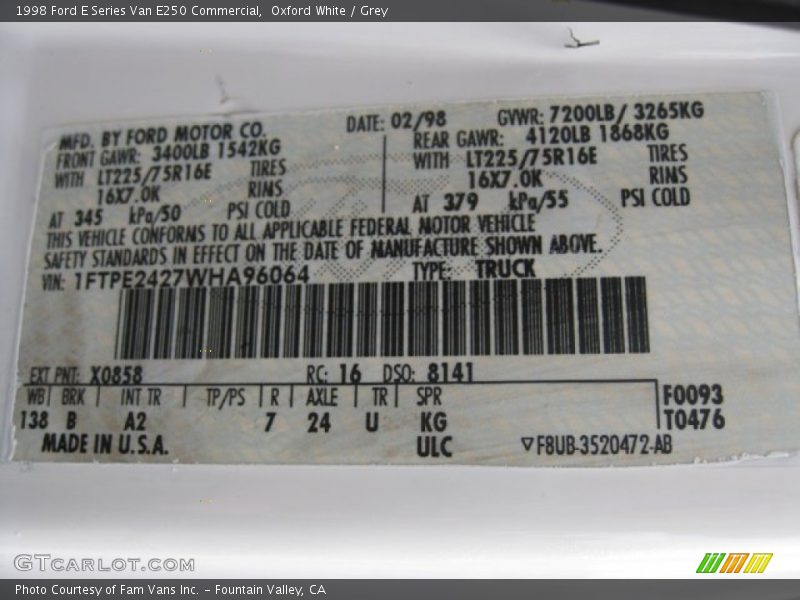 1998 Ford E Series Van E250 Commercial, Oxford White / Grey
MFD. BY FORD MOTOR CO.
DATE: 02/98
GVWR: 7200LB/ 3265KG
FRONT GAWR: 3400LB 1542KG
REAR GAWR: 4120LB 1868KG
WITH LT225/75R16E TIRES
WITH LT225/75R16E TIRES
16X7.0K RINS
16X7.0K RINS
AT 345 kPa/50 PSI COLD
AT 379 kPa/55 PSI COLD
THIS VEHICLE CONFORMS TO ALL APPLICABLE FEDERAL MOTOR VEHICLE
SAFETY STANDARDS IN EFFECT ON THE DATE OF MANUFACTURE SHOWN ABOVE.
VIN: 1FTPE2427WHA96064
TYPE: TRUCK
EXT PNT: X0858 RC: 16 DSO: 8141
WB BRK INT TR TP/PS R AXLE TR SPR
F0093
138 B A2 7 24 U KG
T0476
MADE IN U.S.A. ULC
▽F8UB-3520472-AB
GTCARLOT.COM
Photo Courtesy of Fam Vans Inc. – Fountain Valley, CA